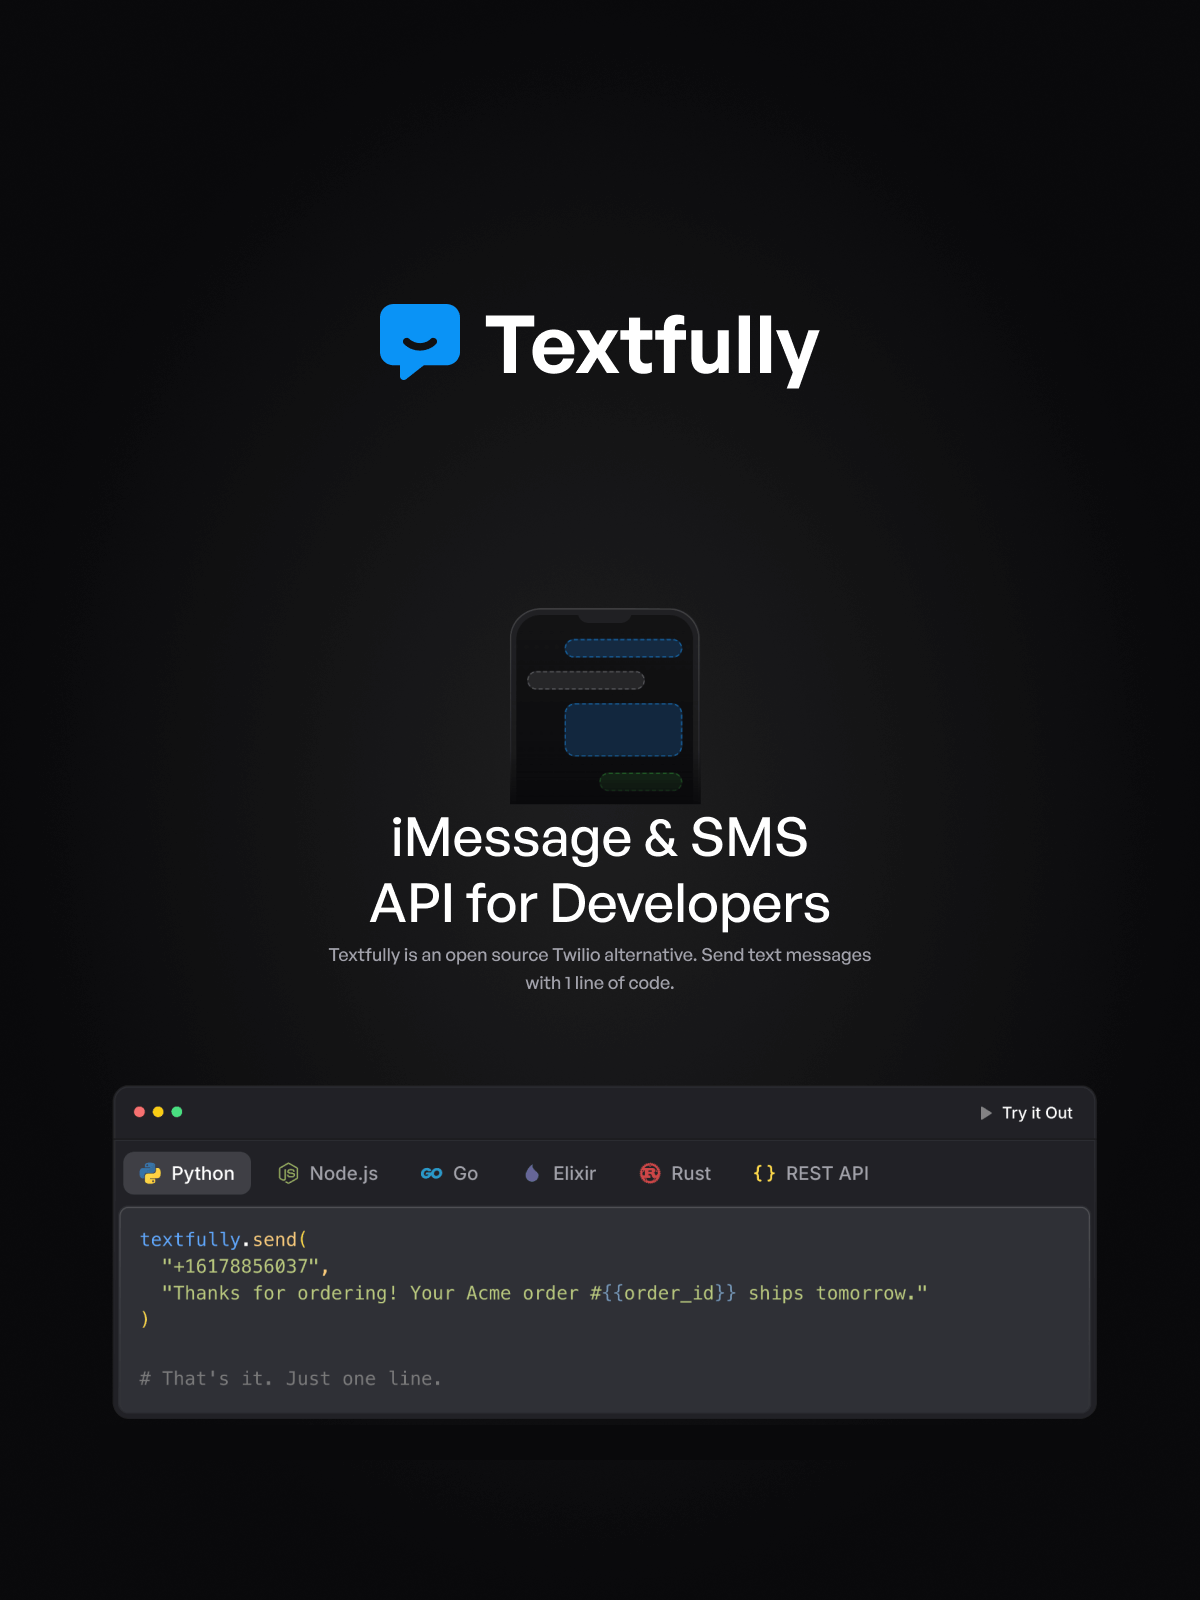 Textfully
iMessage & SMS
API for Developers
Textfully is an open source Twilio alternative. Send text messages
with 1 line of code.
Try it Out
Python Node.js Go Elixir Rust REST API
textfully.send(
"+16178856037",
"Thanks for ordering! Your Acme order #{{order_id}} ships tomorrow."
)
# That's it. Just one line.